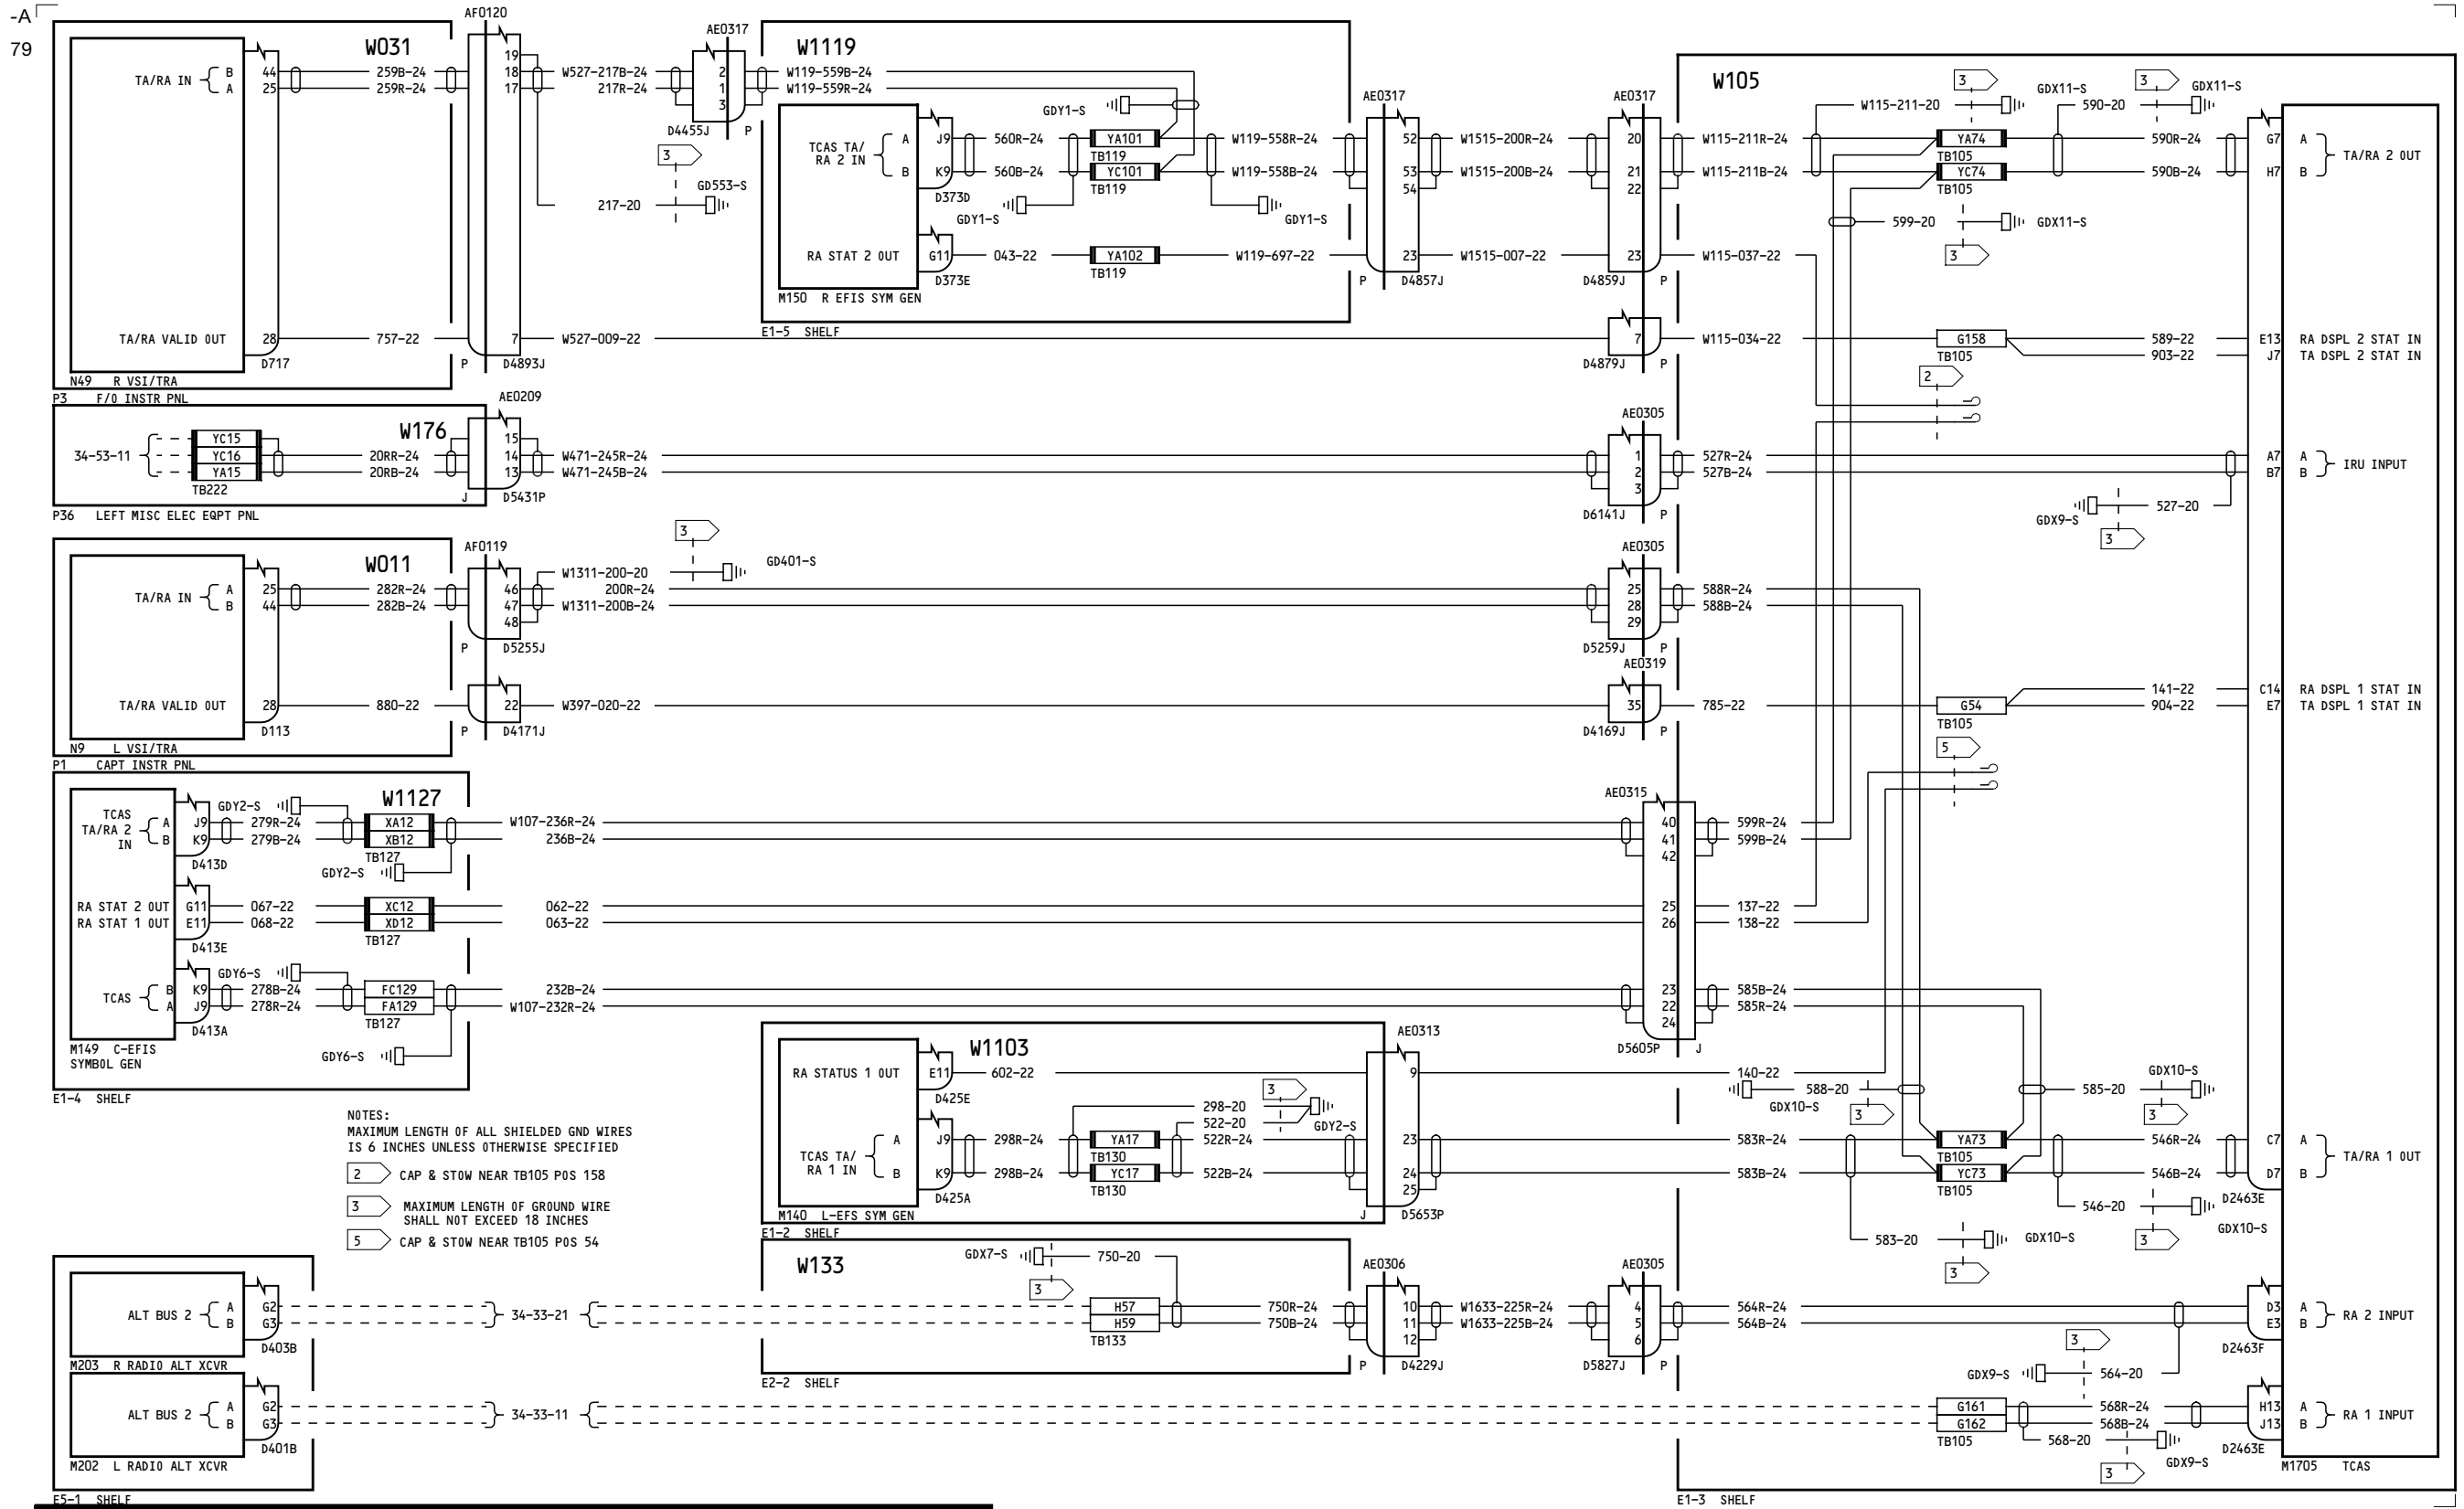 -A
79
AF0120
W031
TA/RA IN
B 44 259B-24
A 25 259R-24
19
18 W527-217B-24
17 217R-24
TA/RA VALID OUT 28 757-22
D717
7 W527-009-22
P D4893J
N49 R VSI/TRA
P3 F/O INSTR PNL
AE0317
2
1
3
D4455J P
3
217-20
GD553-S
W1119
W119-559B-24
W119-559R-24
GDY1-S
TCAS TA/
RA 2 IN
A J9 560R-24 YA101 W119-558R-24
TB119
B K9 560B-24 YC101 W119-558B-24
TB119
D373D
GDY1-S
GDY1-S
RA STAT 2 OUT G11 043-22 YA102 W119-697-22
TB119
D373E
M150 R EFIS SYM GEN
E1-5 SHELF
AE0317
52 W1515-200R-24
53 W1515-200B-24
54
23 W1515-007-22
P D4857J
AE0317
20
21
22
23
D4859J P
7
D4879J P
W105
W115-211-20
3
GDX11-S
590-20
3
GDX11-S
W115-211R-24 YA74 590R-24 G7 A
TB105
TA/RA 2 OUT
W115-211B-24 YC74 590B-24 H7 B
TB105
599-20
GDX11-S
3
W115-037-22
W115-034-22 G158 589-22 E13 RA DSPL 2 STAT IN
TB105 903-22 J7 TA DSPL 2 STAT IN
2
AE0209
W176
34-53-11
YC15
YC16 20RR-24
YA15 20RB-24
TB222
15
14 W471-245R-24
13 W471-245B-24
J D5431P
P36 LEFT MISC ELEC EQPT PNL
AE0305
1 527R-24 A7 A
2 527B-24 B7 B
3
IRU INPUT
D6141J P
GDX9-S
527-20
3
W011
AF0119
TA/RA IN
A 25 282R-24
B 44 282B-24
W1311-200-20
46 200R-24
47 W1311-200B-24
48
P D5255J
3
GD401-S
AE0305
25 588R-24
28 588B-24
29
D5259J P
TA/RA VALID OUT 28 880-22
D113
22 W397-020-22
P D4171J
N9 L VSI/TRA
P1 CAPT INSTR PNL
AE0319
35 785-22
D4169J P
G54
TB105
141-22 C14 RA DSPL 1 STAT IN
904-22 E7 TA DSPL 1 STAT IN
5
W1127
TCAS
TA/RA 2
IN
GDY2-S
A J9 279R-24 XA12 W107-236R-24
B K9 279B-24 XB12 236B-24
D413D
TB127
GDY2-S
RA STAT 2 OUT G11 067-22 XC12 062-22
RA STAT 1 OUT E11 068-22 XD12 063-22
D413E
TB127
GDY6-S
TCAS
B K9 278B-24 FC129 232B-24
A J9 278R-24 FA129 W107-232R-24
D413A
TB127
GDY6-S
M149 C-EFIS
SYMBOL GEN
E1-4 SHELF
AE0315
40 599R-24
41 599B-24
42
25 137-22
26 138-22
23 585B-24
22 585R-24
24
D5605P J
W1103
AE0313
RA STATUS 1 OUT E11 602-22 9 140-22
D425E
298-20
522-20
3
GDY2-S
TCAS TA/
RA 1 IN
A J9 298R-24 YA17 522R-24 23 583R-24
TB130
B K9 298B-24 YC17 522B-24 24 583B-24
TB130
25
D425A
M140 L-EFS SYM GEN
J D5653P
E1-2 SHELF
588-20
GDX10-S
3
585-20
GDX10-S
3
YA73 546R-24 C7 A
TB105
TA/RA 1 OUT
YC73 546B-24 D7 B
TB105
D2463E
546-20
GDX10-S
3
583-20
GDX10-S
3
NOTES:
MAXIMUM LENGTH OF ALL SHIELDED GND WIRES
IS 6 INCHES UNLESS OTHERWISE SPECIFIED
2 CAP & STOW NEAR TB105 POS 158
3 MAXIMUM LENGTH OF GROUND WIRE
SHALL NOT EXCEED 18 INCHES
5 CAP & STOW NEAR TB105 POS 54
W133
GDX7-S
750-20
3
ALT BUS 2
A G2
B G3
34-33-21
D403B
M203 R RADIO ALT XCVR
H57 750R-24
H59 750B-24
TB133
E2-2 SHELF
AE0306
10 W1633-225R-24
11 W1633-225B-24
12
P D4229J
AE0305
4 564R-24
5 564B-24
6
D5827J P
D3 A
E3 B
RA 2 INPUT
D2463F
3
GDX9-S
564-20
ALT BUS 2
A G2
B G3
34-33-11
D401B
M202 L RADIO ALT XCVR
E5-1 SHELF
G161 568R-24 H13 A
G162 568B-24 J13 B
RA 1 INPUT
TB105
568-20
GDX9-S
3
D2463E
M1705 TCAS
E1-3 SHELF